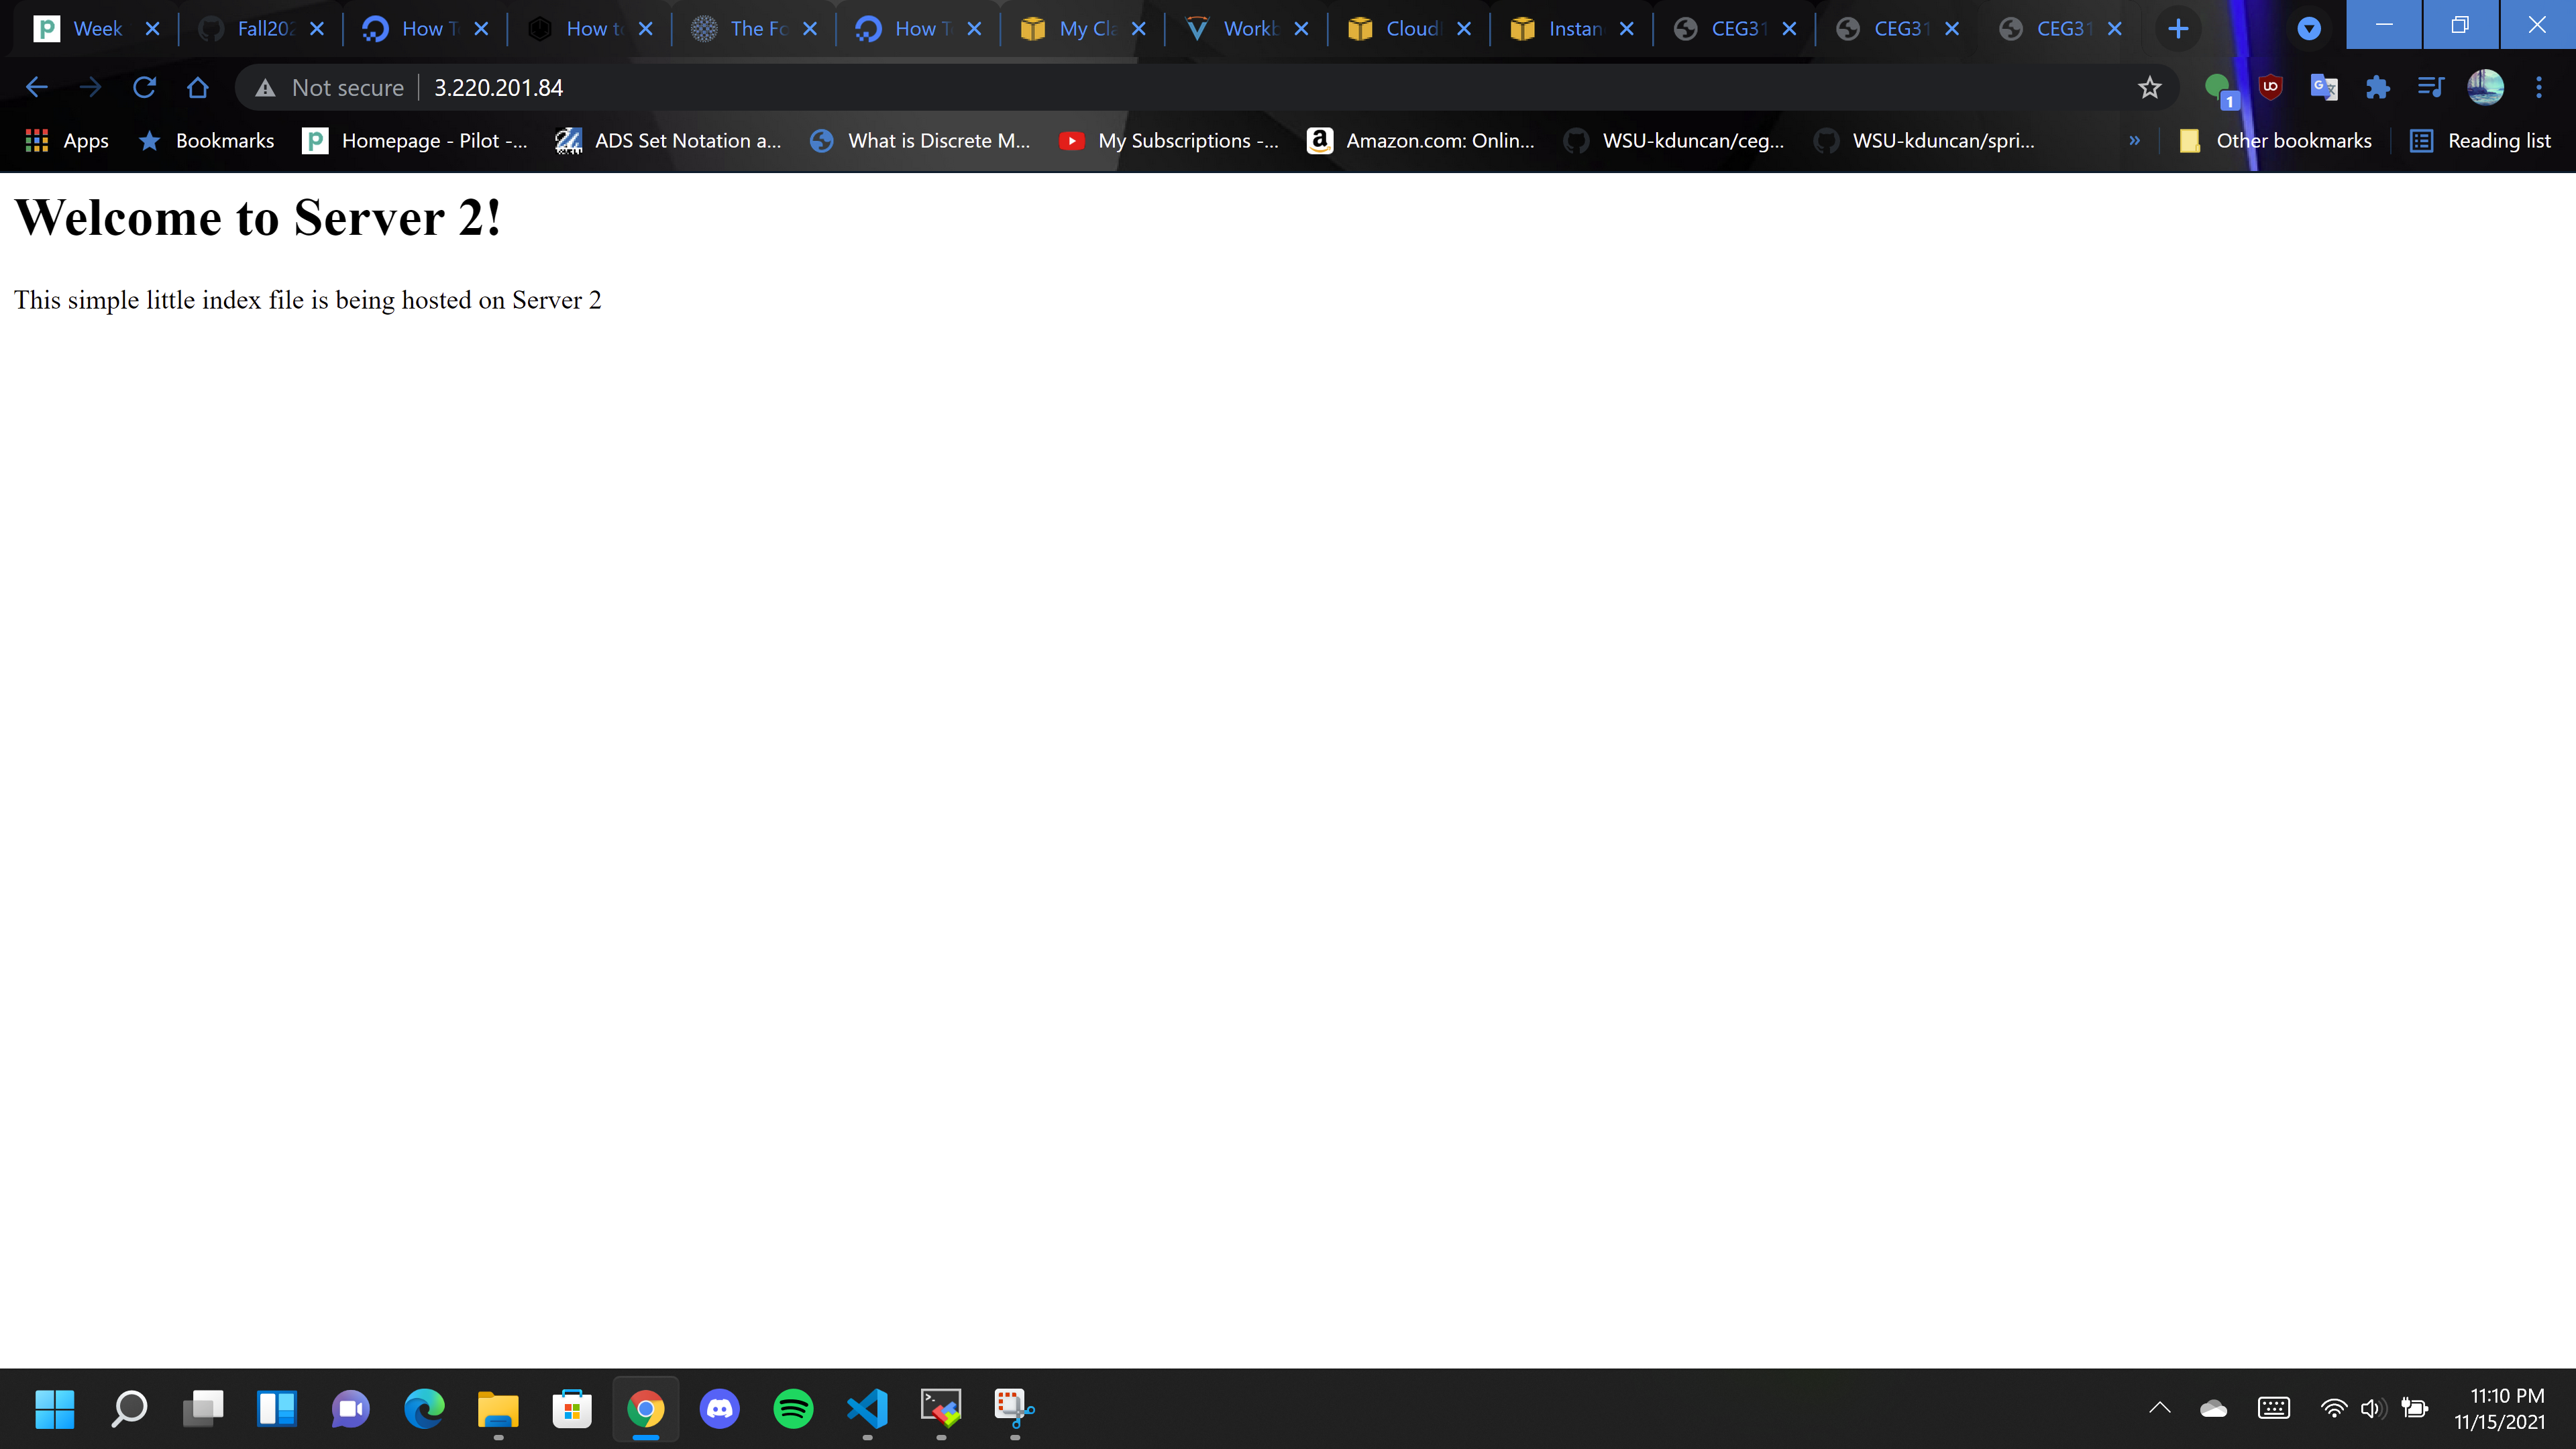 Week
Fall202
How T
How to
The Fo
How T
My Cla
Workb
Cloudf
Instan
CEG31
CEG31
CEG31
Not secure
3.220.201.84
1
Apps
Bookmarks
Homepage - Pilot -...
ADS Set Notation a...
What is Discrete M...
My Subscriptions -...
Amazon.com: Onlin...
WSU-kduncan/ceg...
WSU-kduncan/spri...
»
Other bookmarks
Reading list
Welcome to Server 2!
This simple little index file is being hosted on Server 2
11:10 PM
11/15/2021